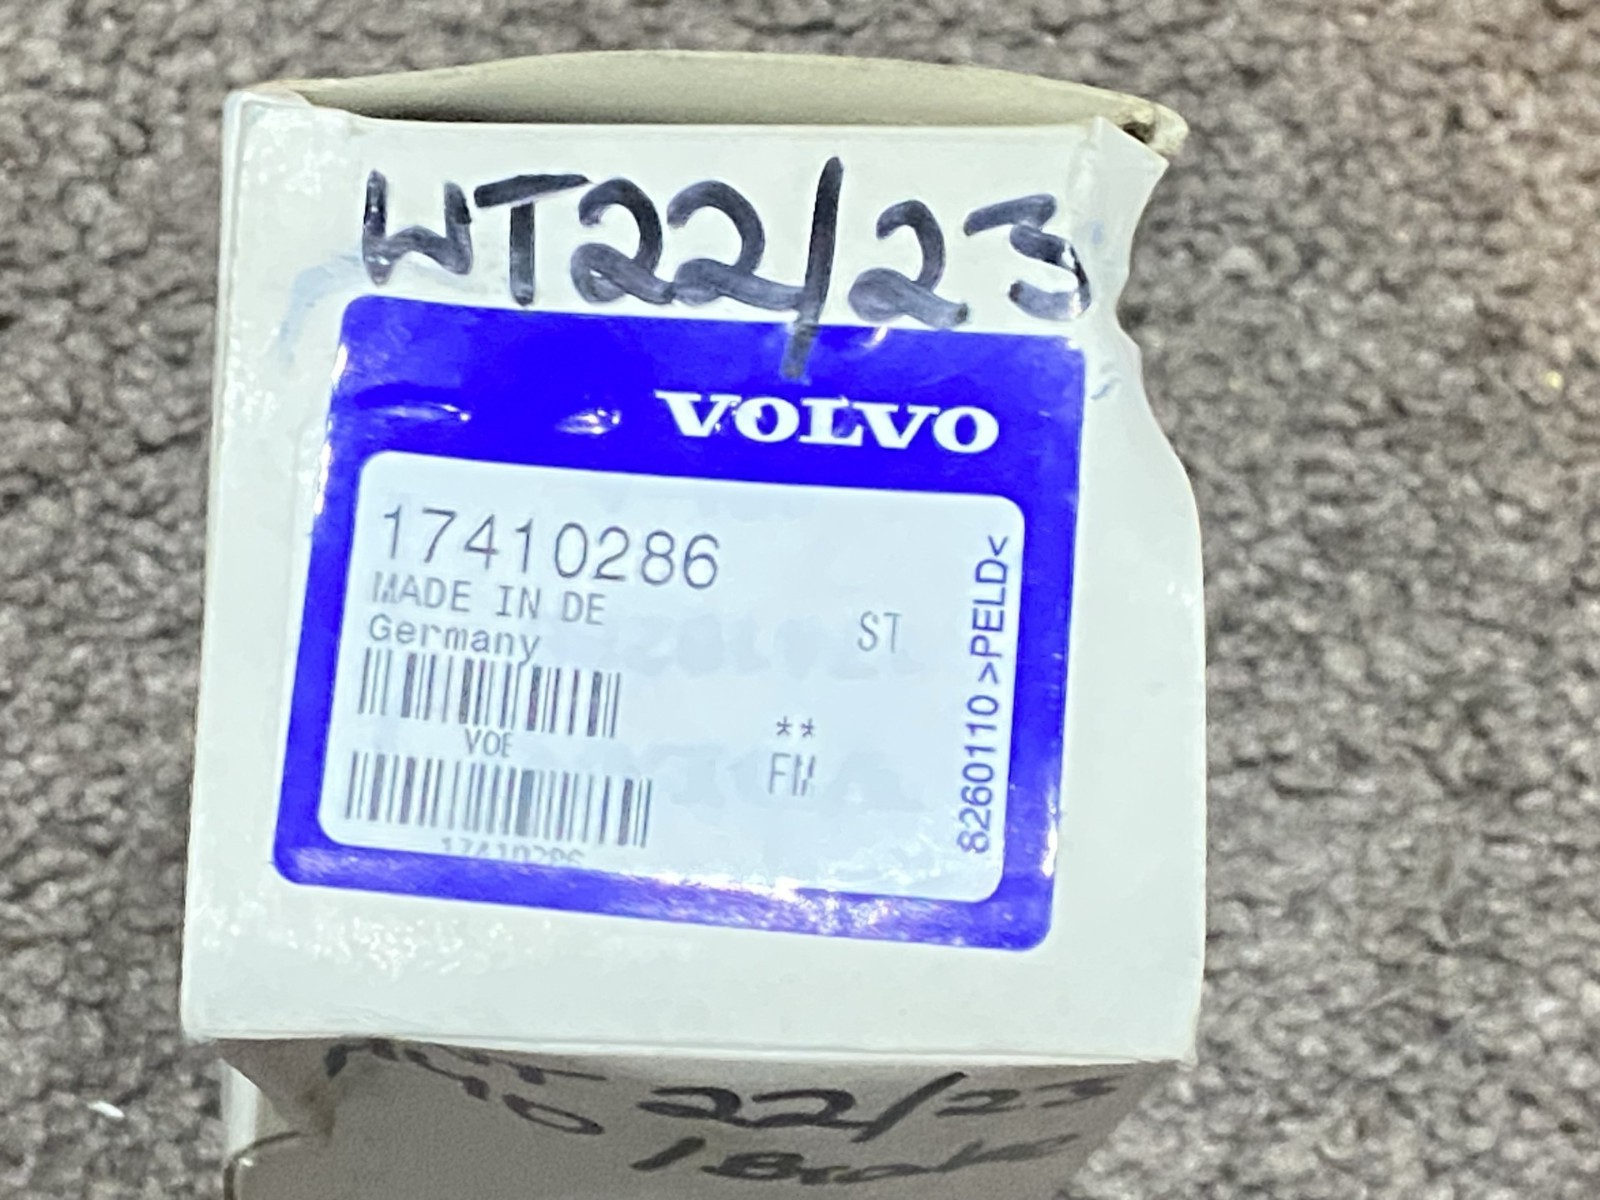 WT22/23
VOLVO
17410286
MADE IN DE
Germany
ST
VOE
**
FM
17410286
8260110 >PELD<
22/23